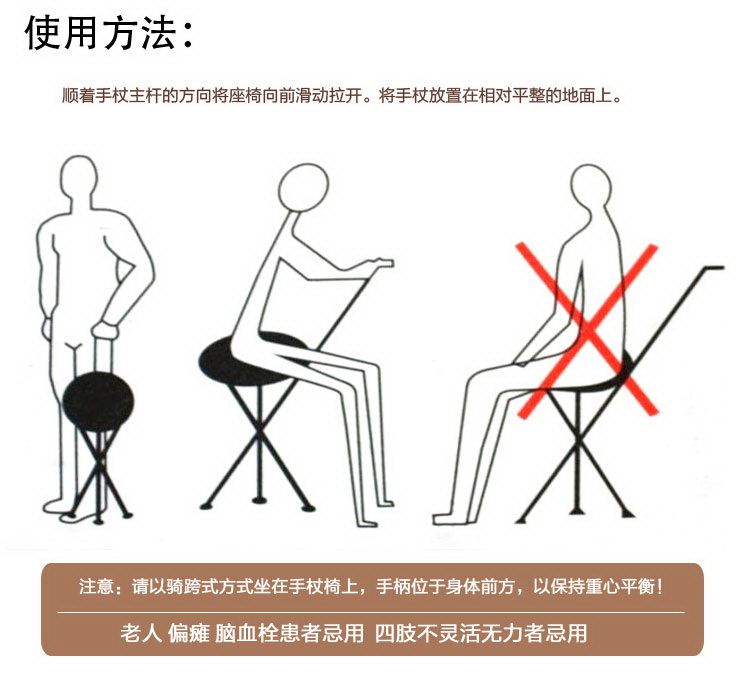 使用方法：
顺着手杖主杆的方向将座椅向前滑动拉开。将手杖放置在相对平整的地面上。
注意：请以骑跨式方式坐在手杖椅上，手柄位于身体前方，以保持重心平衡！
老人 偏瘫 脑血栓患者忌用 四肢不灵活无力者忌用